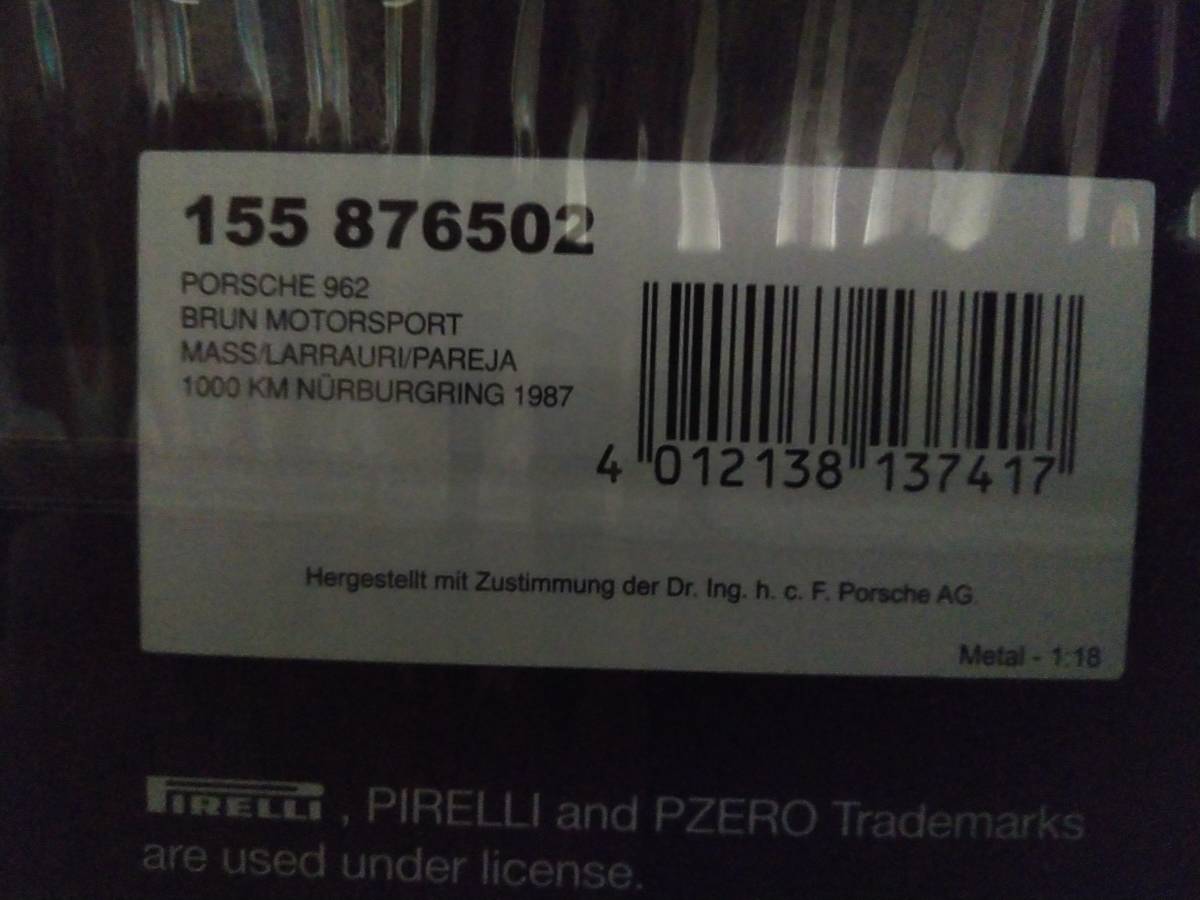 155 876502
PORSCHE 962
BRUN MOTORSPORT
MASS/LARRAURI/PAREJA
1000 KM NÜRBURGRING 1987
4 012138 137417
Hergestellt mit Zustimmung der Dr. Ing. h. c. F. Porsche AG.
Metal - 1:18
PIRELLI , PIRELLI and PZERO Trademarks
are used under license.